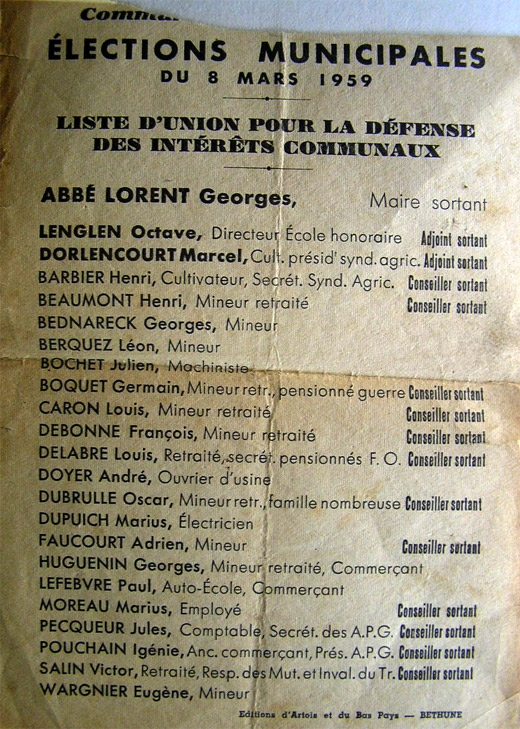 ÉLECTIONS MUNICIPALES
DU 8 MARS 1959
LISTE D'UNION POUR LA DÉFENSE
DES INTÉRÊTS COMMUNAUX
ABBÉ LORENT Georges, Maire sortant
LENGLEN Octave, Directeur École honoraire Adjoint sortant
DORLENCOURT Marcel, Cult. présid' synd. agric. Adjoint sortant
BARBIER Henri, Cultivateur, Secrét. Synd. Agric. Conseiller sortant
BEAUMONT Henri, Mineur retraité Conseiller sortant
BEDNARECK Georges, Mineur
BERQUEZ Léon, Mineur
BOCHET Julien, Machiniste
BOQUET Germain, Mineur retr., pensionné guerre Conseiller sortant
CARON Louis, Mineur retraité Conseiller sortant
DEBONNE François, Mineur retraité Conseiller sortant
DELABRE Louis, Retraité, secrét. pensionnés F. O. Conseiller sortant
DOYER André, Ouvrier d'usine
DUBRULLE Oscar, Mineur retr., famille nombreuse Conseiller sortant
DUPUICH Marius, Électricien
FAUCOURT Adrien, Mineur Conseiller sortant
HUGUENIN Georges, Mineur retraité, Commerçant
LEFEBVRE Paul, Auto-École, Commerçant
MOREAU Marius, Employé Conseiller sortant
PECQUEUR Jules, Comptable, Secrét. des A.P.G. Conseiller sortant
POUCHAIN Igénie, Anc. commerçant, Prés. A.P.G. Conseiller sortant
SALIN Victor, Retraité, Resp. des Mut. et Inval. du Tr. Conseiller sortant
WARGNIER Eugène, Mineur
Editions d'Artois et du Bas Pays — BETHUNE